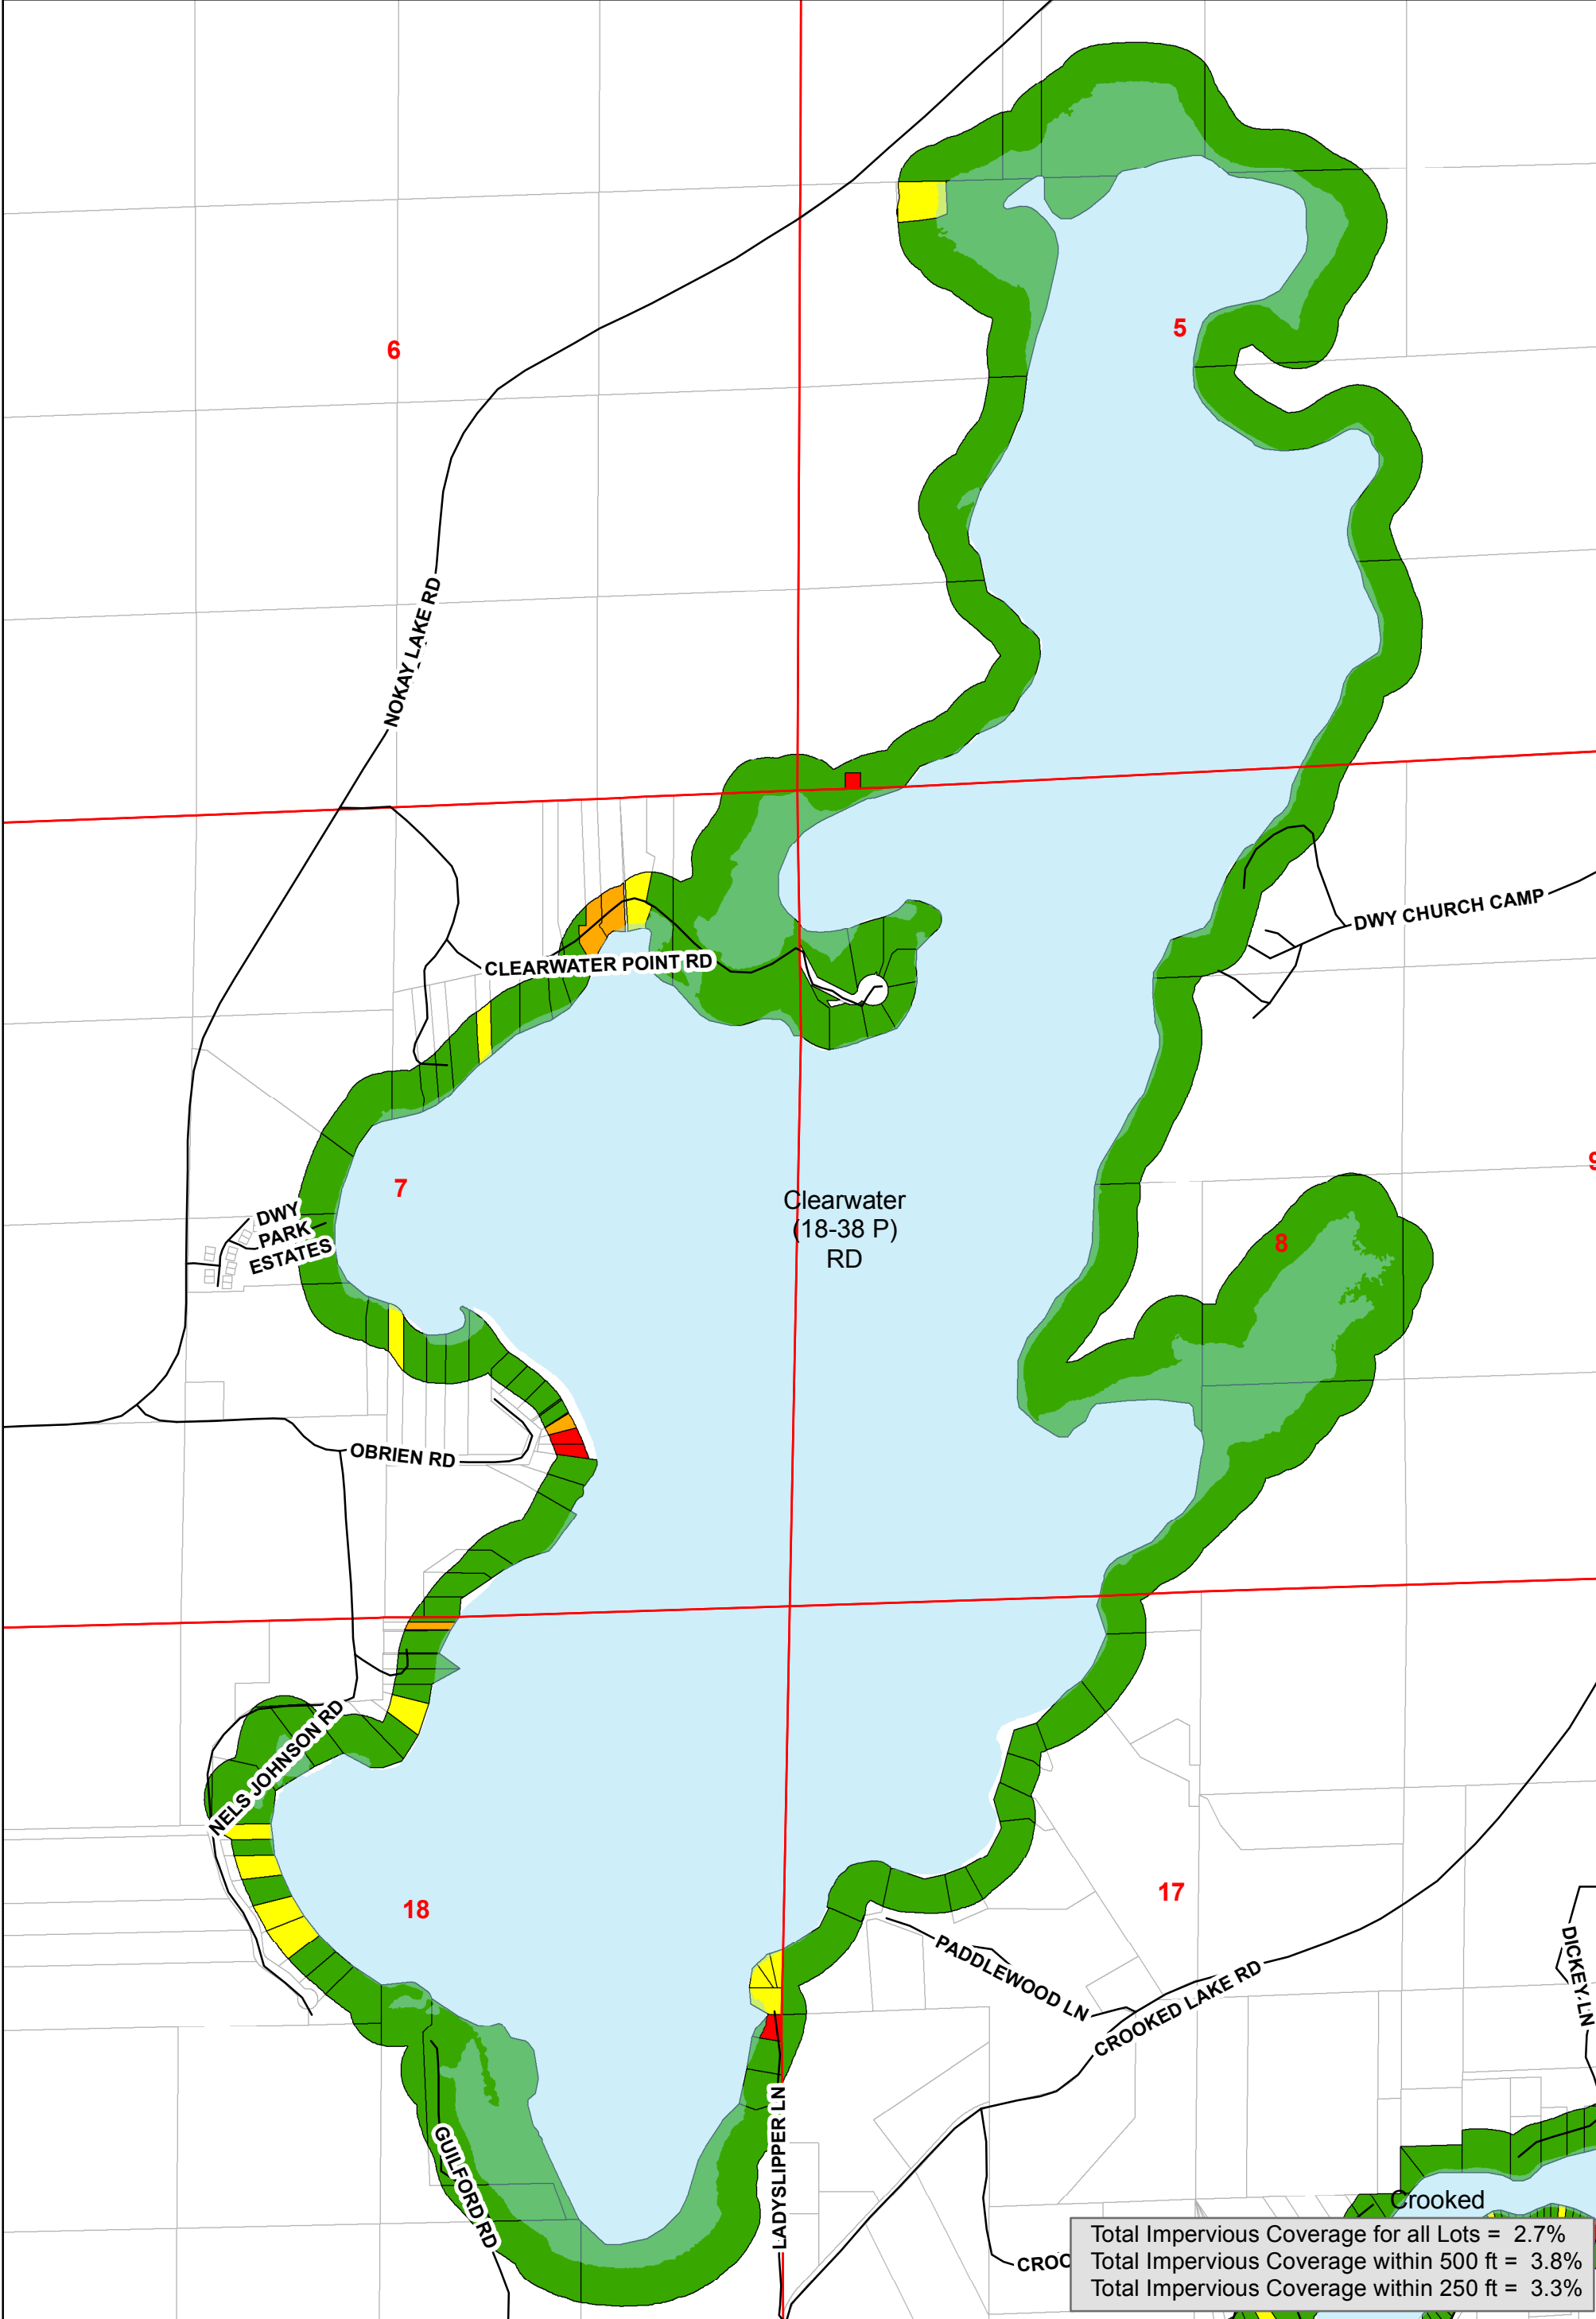 5
6
NOKAY LAKE RD
DWY CHURCH CAMP
CLEARWATER POINT RD
7
Clearwater
(18-38 P)
RD
9
8
DWY
PARK
ESTATES
OBRIEN RD
NELS JOHNSON RD
18
17
PADDLEWOOD LN
CROOKED LAKE RD
DICKEY LN
GUILFORD RD
LADYSLIPPER LN
Crooked
CROO
Total Impervious Coverage for all Lots = 2.7%
Total Impervious Coverage within 500 ft = 3.8%
Total Impervious Coverage within 250 ft = 3.3%